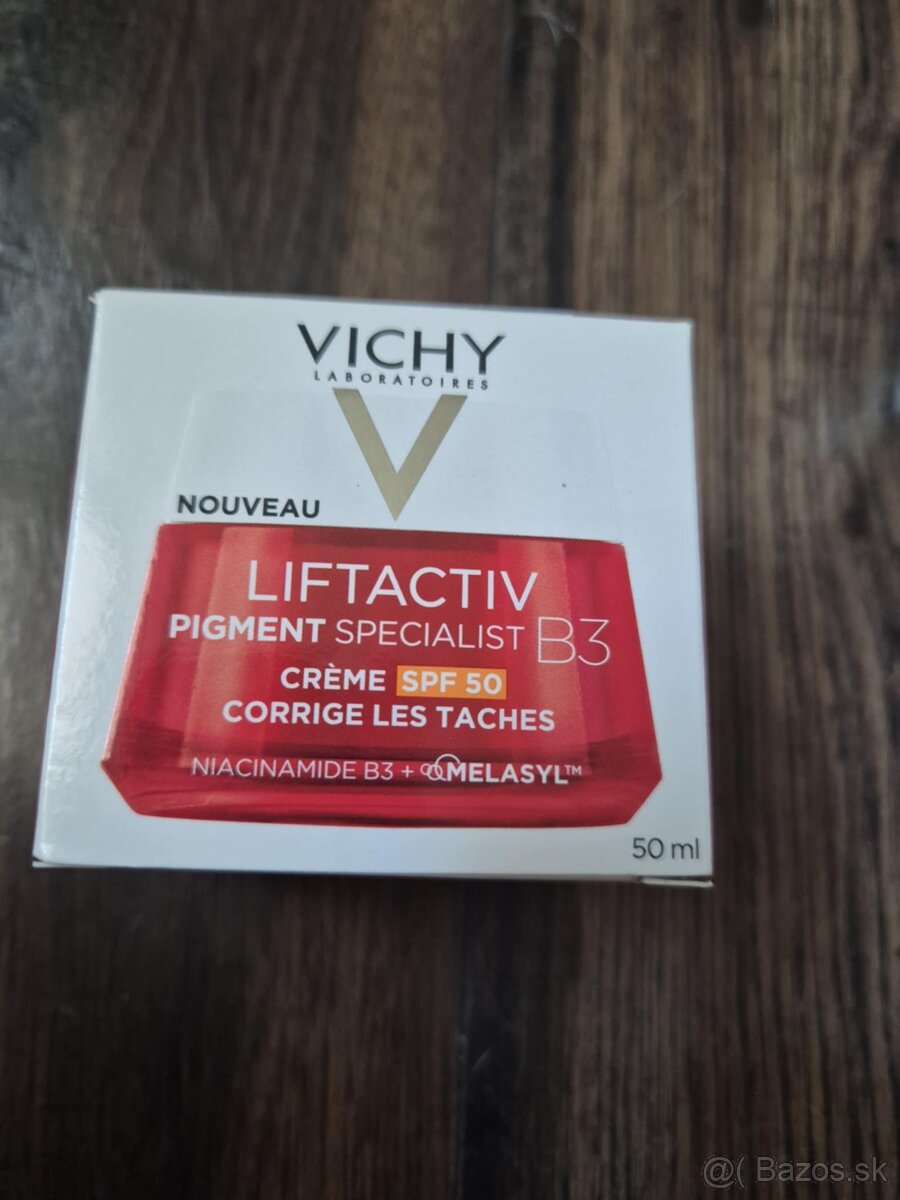 VICHY
LABORATOIRES
NOUVEAU
LIFTACTIV
PIGMENT SPECIALIST B3
CRÈME SPF 50
CORRIGE LES TACHES
NIACINAMIDE B3 + MELASYL™
50 ml
@( Bazos.sk